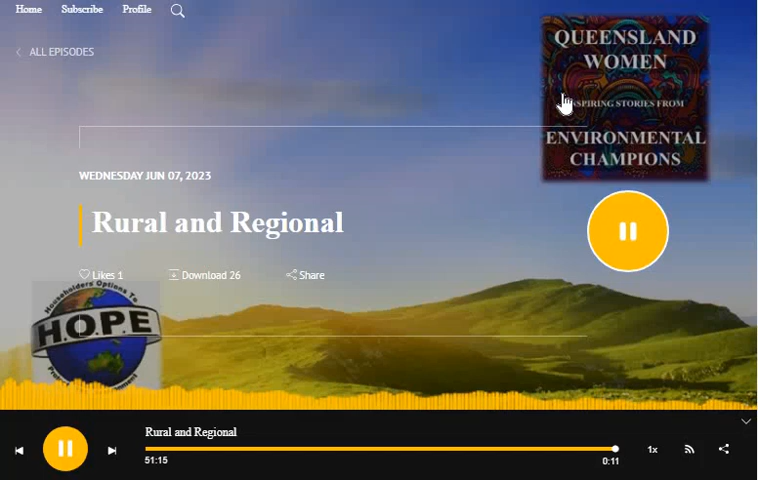 Home Subscribe Profile
ALL EPISODES
QUEENSLAND
WOMEN
INSPIRING STORIES FROM
ENVIRONMENTAL
CHAMPIONS
WEDNESDAY JUN 07, 2023
Rural and Regional
Likes 1 Download 26 Share
Householders' Options To
H.O.P.E
Rural and Regional
51:15 0:11
1x